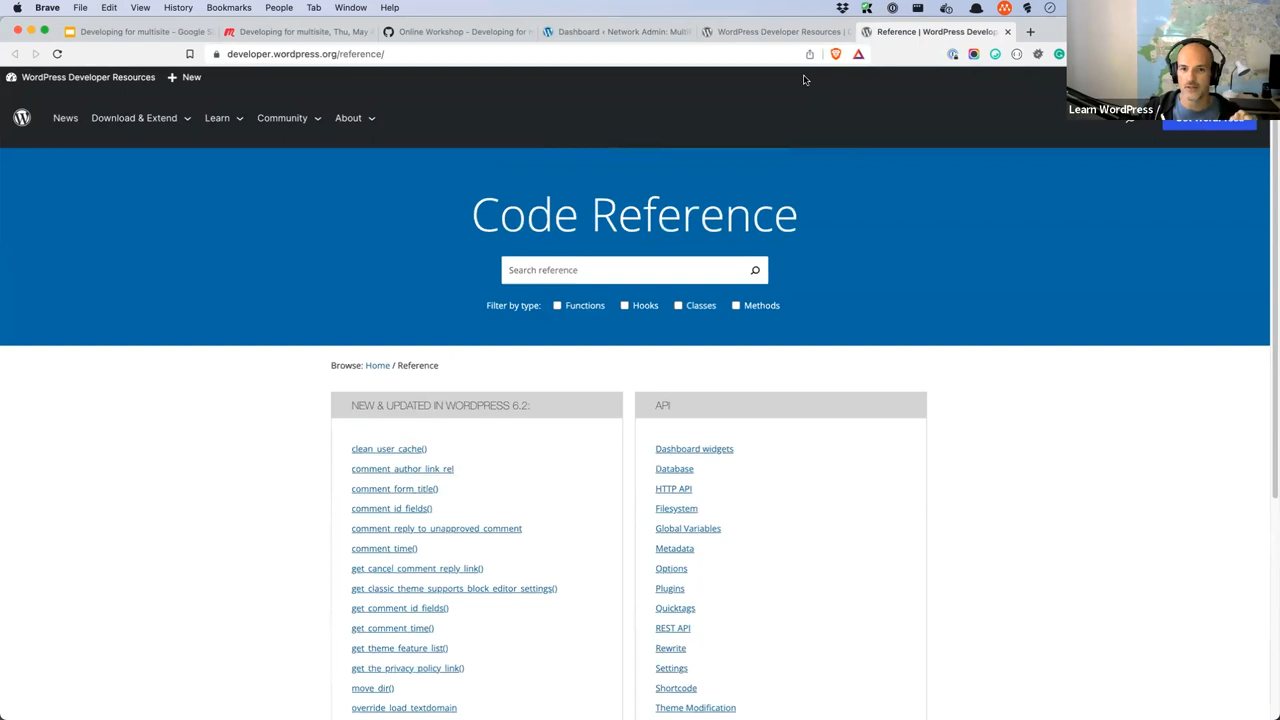 Brave File Edit View History Bookmarks People Tab Window Help
Developing for multisite - Google S
Developing for multisite, Thu, May
Online Workshop - Developing for m
Dashboard ‹ Network Admin: Multi
WordPress Developer Resources |
Reference | WordPress Develop
developer.wordpress.org/reference/
WordPress Developer Resources
New
Learn WordPress /
News
Download & Extend
Learn
Community
About
Code Reference
Search reference
Filter by type: Functions Hooks Classes Methods
Browse: Home / Reference
NEW & UPDATED IN WORDPRESS 6.2:
clean_user_cache()
comment_author_link_rel
comment_form_title()
comment_id_fields()
comment_reply_to_unapproved_comment
comment_time()
get_cancel_comment_reply_link()
get_classic_theme_supports_block_editor_settings()
get_comment_id_fields()
get_comment_time()
get_theme_feature_list()
get_the_privacy_policy_link()
move_dir()
override_load_textdomain
API
Dashboard widgets
Database
HTTP API
Filesystem
Global Variables
Metadata
Options
Plugins
Quicktags
REST API
Rewrite
Settings
Shortcode
Theme Modification